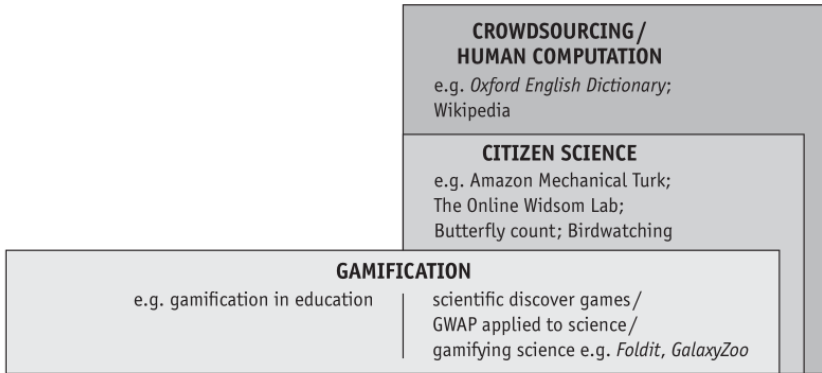 CROWDSOURCING/
HUMAN COMPUTATION
e.g. Oxford English Dictionary;
Wikipedia
CITIZEN SCIENCE
e.g. Amazon Mechanical Turk;
The Online Widsom Lab;
Butterfly count; Birdwatching
GAMIFICATION
e.g. gamification in education
scientific discover games/
GWAP applied to science/
gamifying science e.g. Foldit, GalaxyZoo